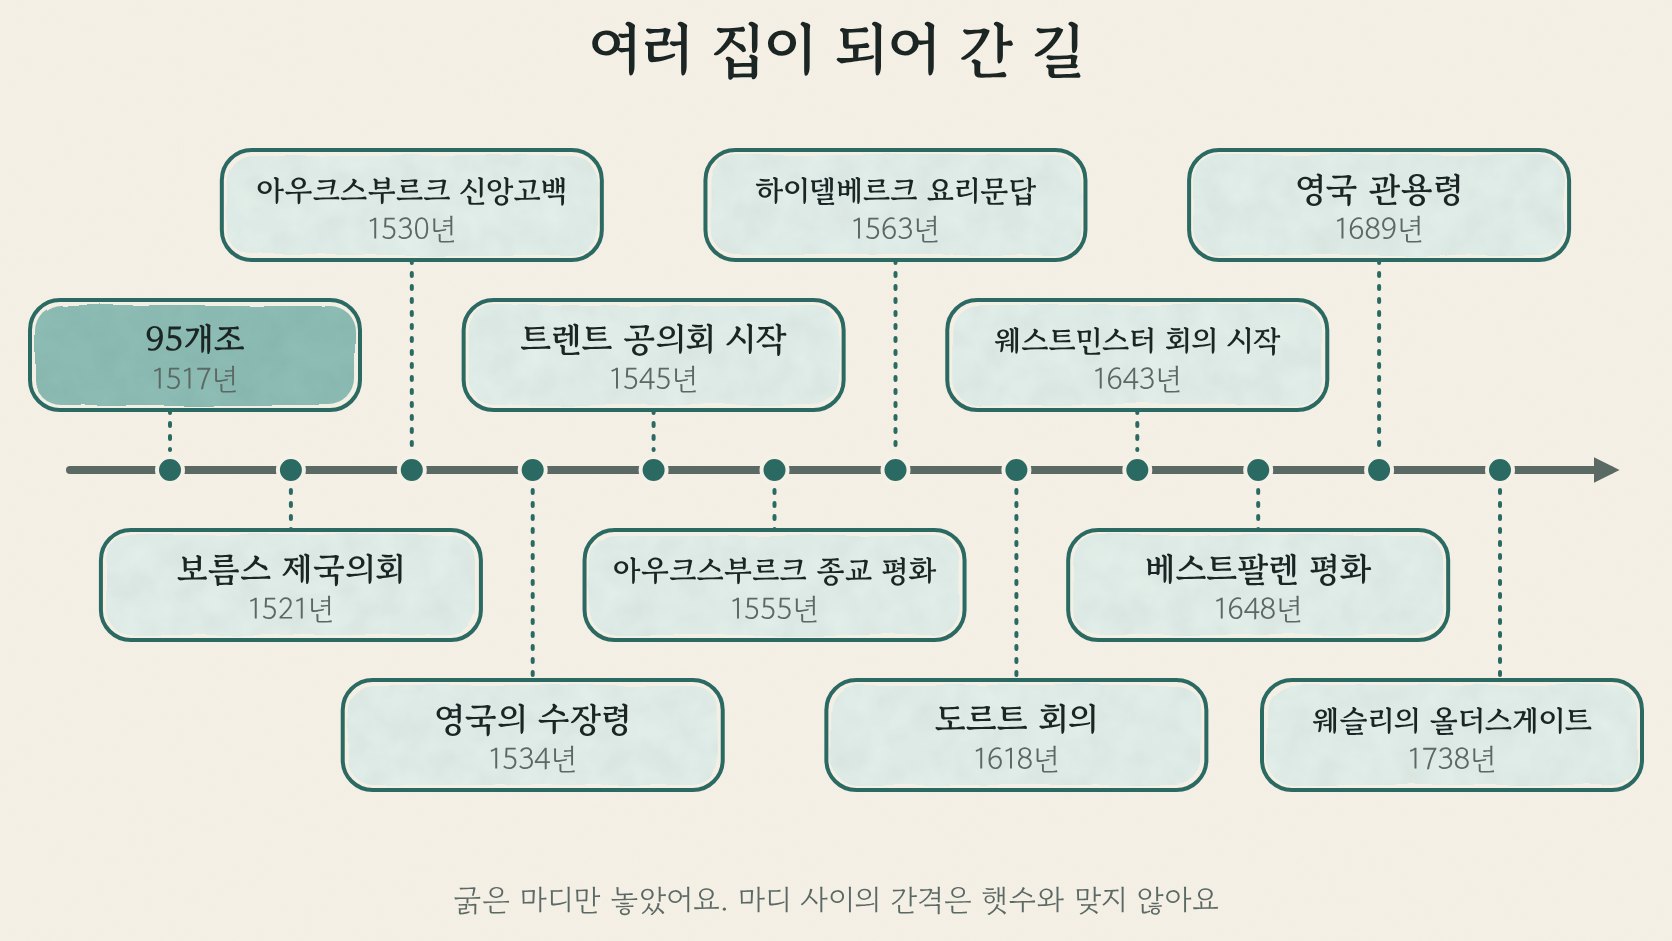 여러 집이 되어 간 길
95개조
1517년
보름스 제국의회
1521년
아우크스부르크 신앙고백
1530년
영국의 수장령
1534년
트렌트 공의회 시작
1545년
아우크스부르크 종교 평화
1555년
하이델베르크 요리문답
1563년
도르트 회의
1618년
웨스트민스터 회의 시작
1643년
베스트팔렌 평화
1648년
영국 관용령
1689년
웨슬리의 올더스게이트
1738년
굵은 마디만 놓았어요. 마디 사이의 간격은 햇수와 맞지 않아요